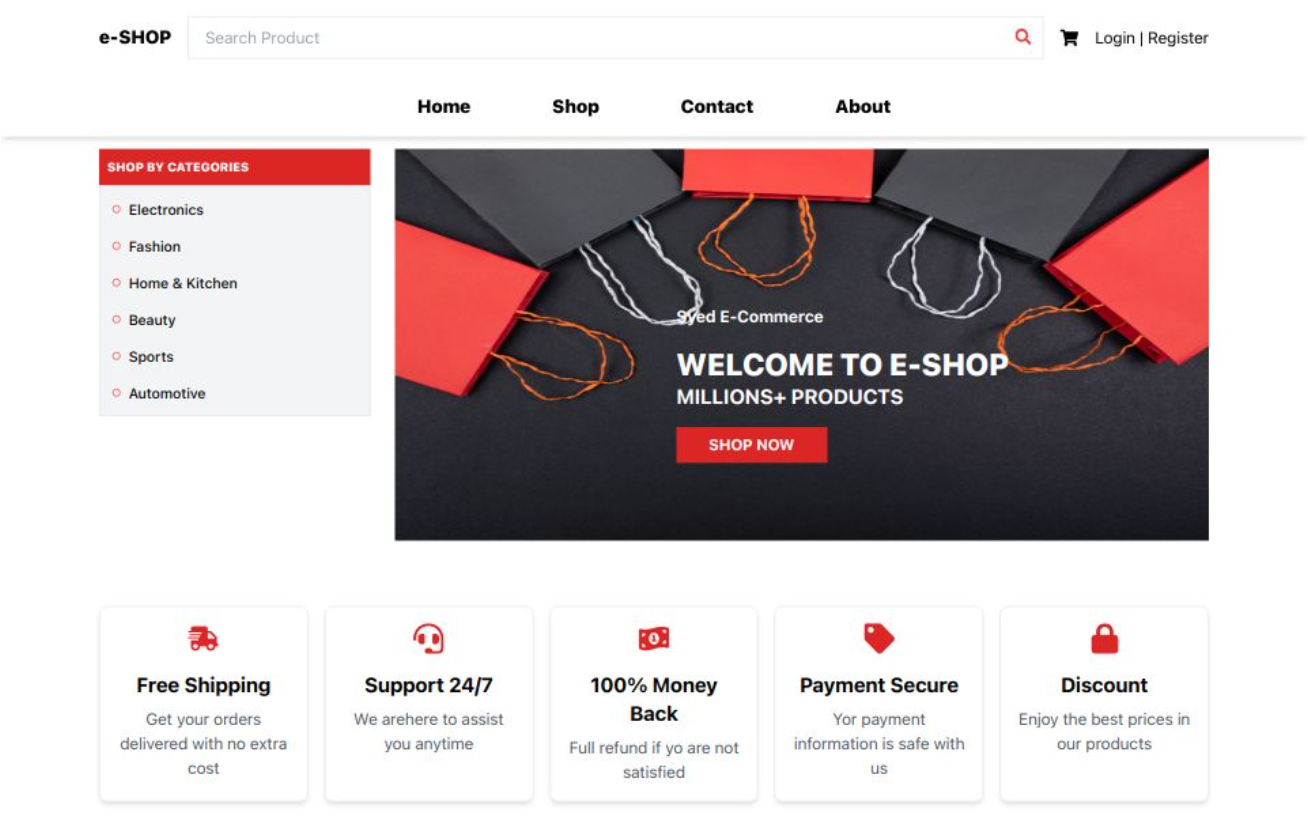 e-SHOP
Search Product
Login | Register
Home
Shop
Contact
About
SHOP BY CATEGORIES
Electronics
Fashion
Home & Kitchen
Beauty
Sports
Automotive
Syed E-Commerce
WELCOME TO E-SHOP
MILLIONS+ PRODUCTS
SHOP NOW
Free Shipping
Get your orders
delivered with no extra
cost
Support 24/7
We arehere to assist
you anytime
100% Money
Back
Full refund if yo are not
satisfied
Payment Secure
Yor payment
information is safe with
us
Discount
Enjoy the best prices in
our products